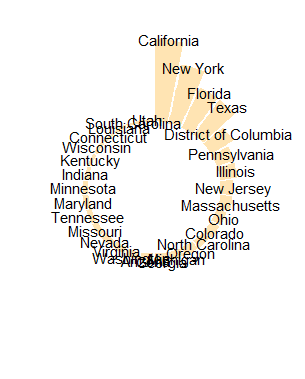 California
New York
Florida
Texas
District of Columbia
Pennsylvania
Illinois
New Jersey
Massachusetts
Ohio
Colorado
North Carolina
Oregon
Michigan
Georgia
Arizona
Washington
Virginia
Nevada
Missouri
Tennessee
Maryland
Minnesota
Indiana
Kentucky
Wisconsin
Connecticut
Louisiana
South Carolina
Utah